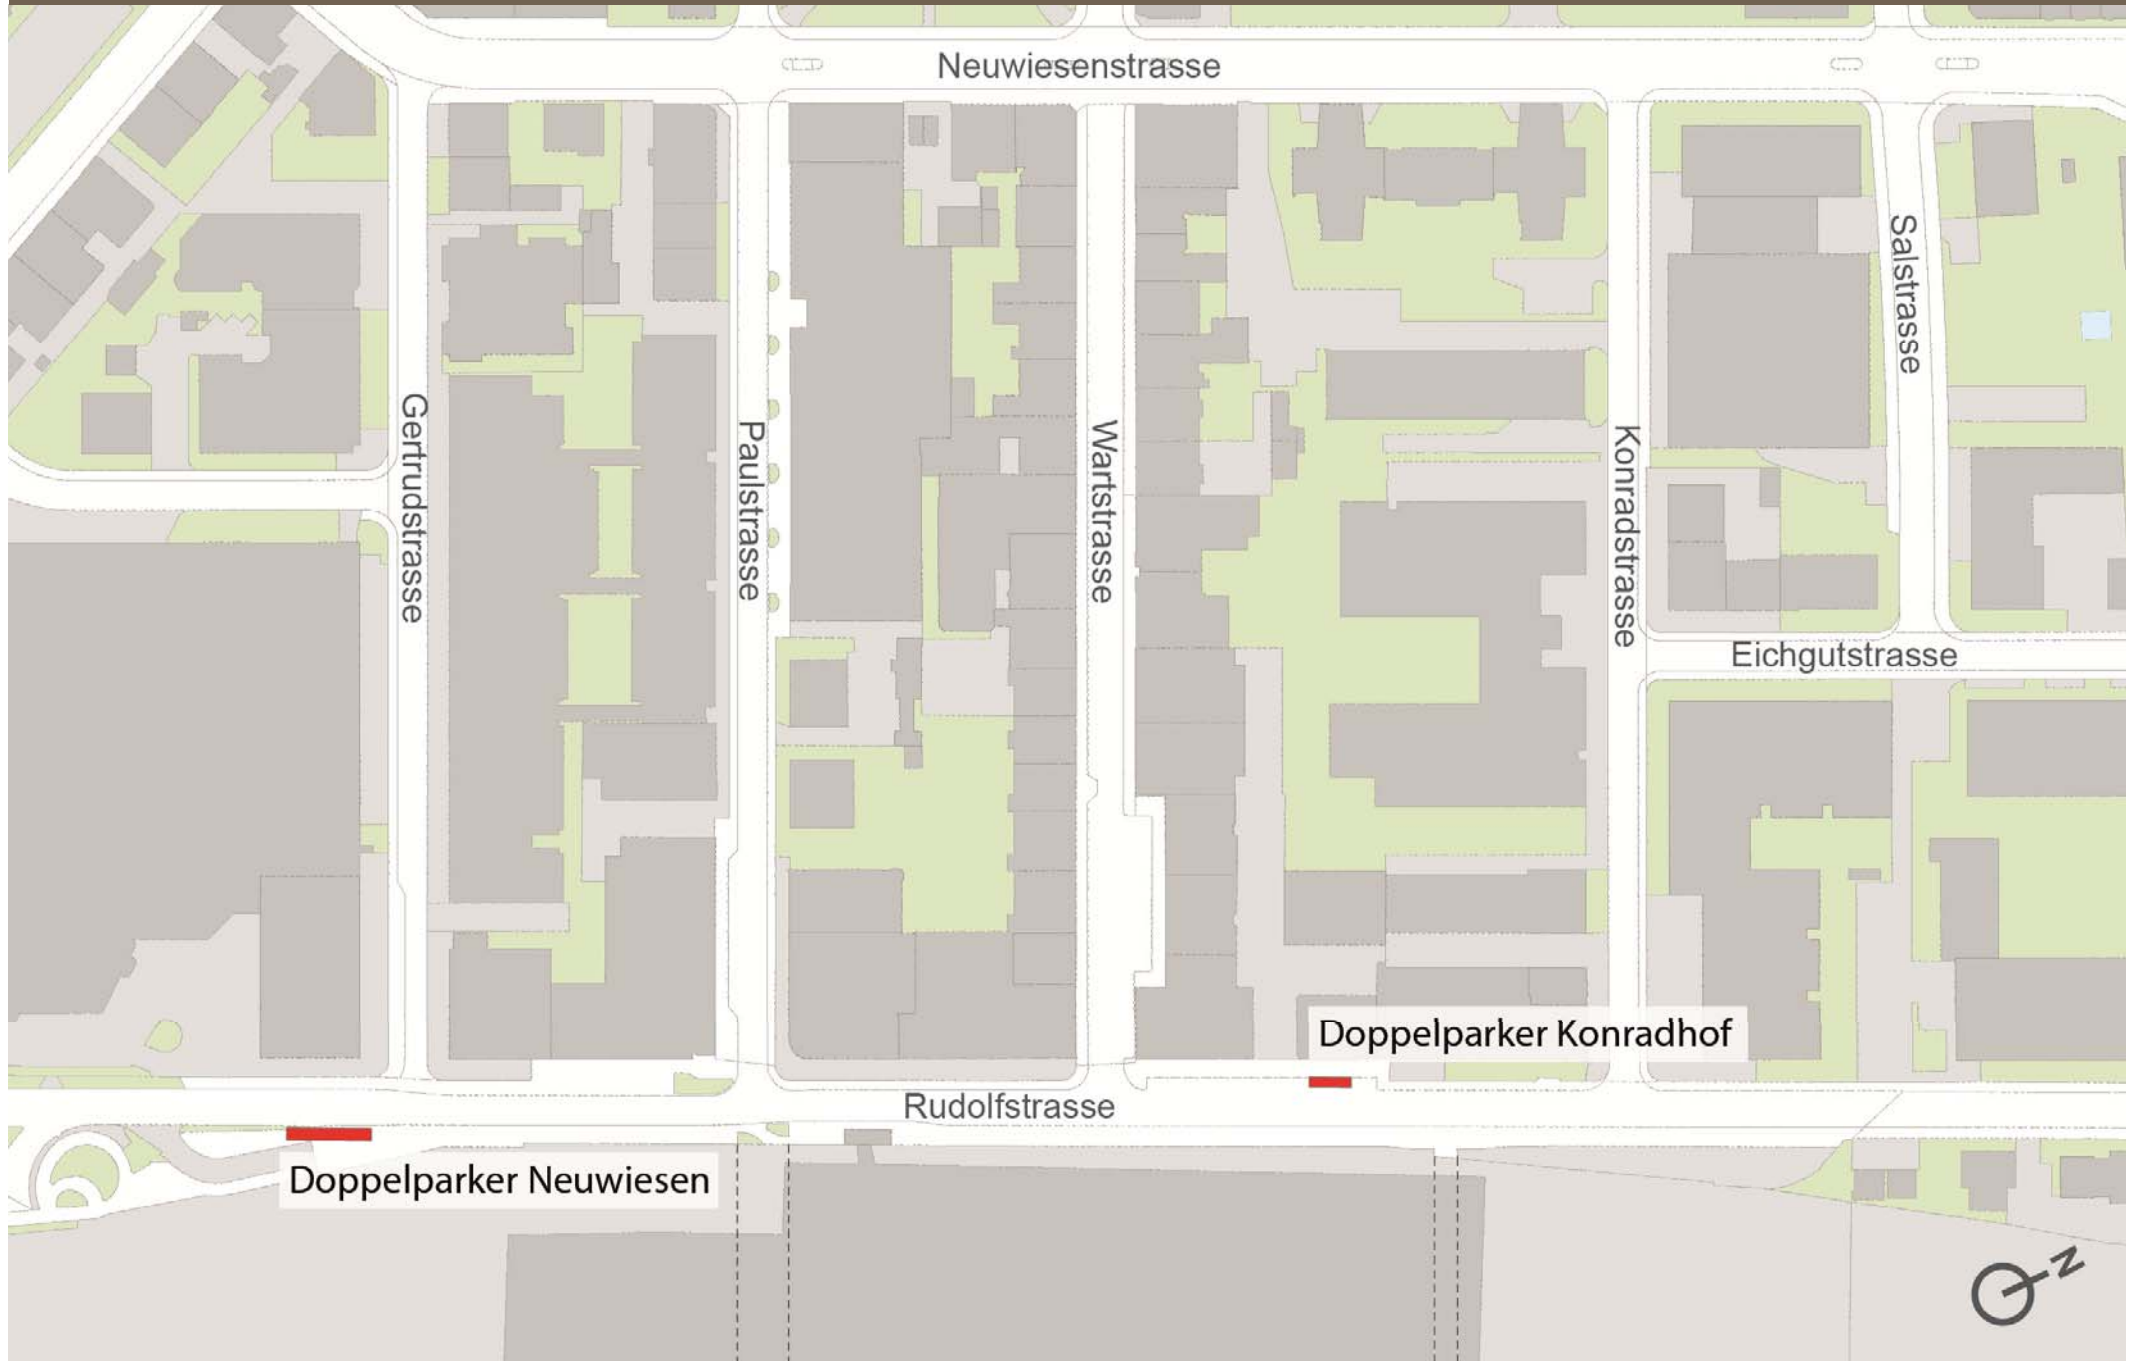 Neuwiesenstrasse
Salstrasse
Gertrudstrasse
Paulstrasse
Wartstrasse
Konradstrasse
Eichgutstrasse
Doppelparker Konradhof
Rudolfstrasse
Doppelparker Neuwiesen
N